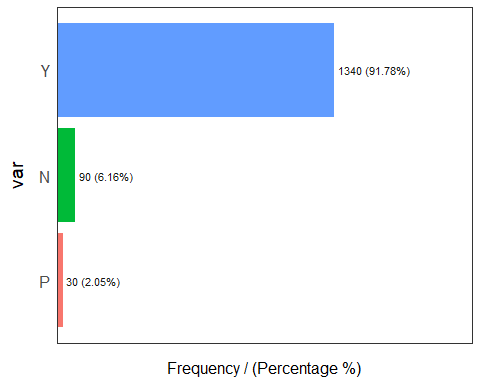 Y
1340 (91.78%)
var
N
90 (6.16%)
P
30 (2.05%)
Frequency / (Percentage %)